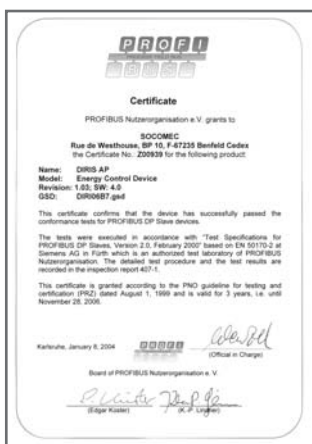 PROFI
PROCESS FIELD BUS
BUS
Certificate
PROFIBUS Nutzerorganisation e.V. grants to
SOCOMEC
Rue de Westhouse, BP 10, F-67235 Benfeld Cedex
the Certificate No.: Z00939 for the following product:
Name: DIRIS AP
Model: Energy Control Device
Revision: 1.03; SW: 4.0
GSD: DIRI06B7.gsd
This certificate confirms that the device has successfully passed the
conformance tests for PROFIBUS DP Slave devices.
The tests were executed in accordance with "Test Specifications for
PROFIBUS DP Slaves, Version 2.0, February 2000" based on EN 50170-2 at
Siemens AG in Fürth which is an authorized test laboratory of PROFIBUS
Nutzerorganisation. The detailed test procedure and the test results are
recorded in the inspection report 407-1.
This certificate is granted according to the PNO guideline for testing and
certification (PRZ) dated August 1, 1999 and is valid for 3 years, i.e. until
November 28, 2006.
Karlsruhe, January 8, 2004
(Official in Charge)
Board of PROFIBUS Nutzerorganisation e. V.
(Edgar Küster)
(K.-P. Lindner)